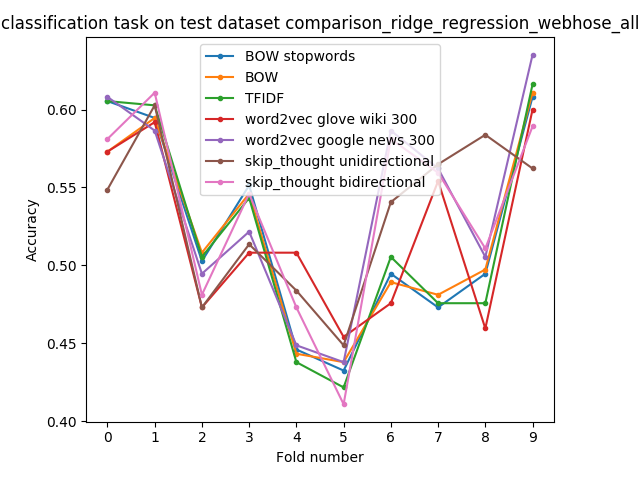 classification task on test dataset comparison_ridge_regression_webhose_all
BOW stopwords
BOW
TFIDF
word2vec glove wiki 300
word2vec google news 300
skip_thought unidirectional
skip_thought bidirectional
0.60
0.55
0.50
0.45
0.40
Accuracy
0 1 2 3 4 5 6 7 8 9
Fold number